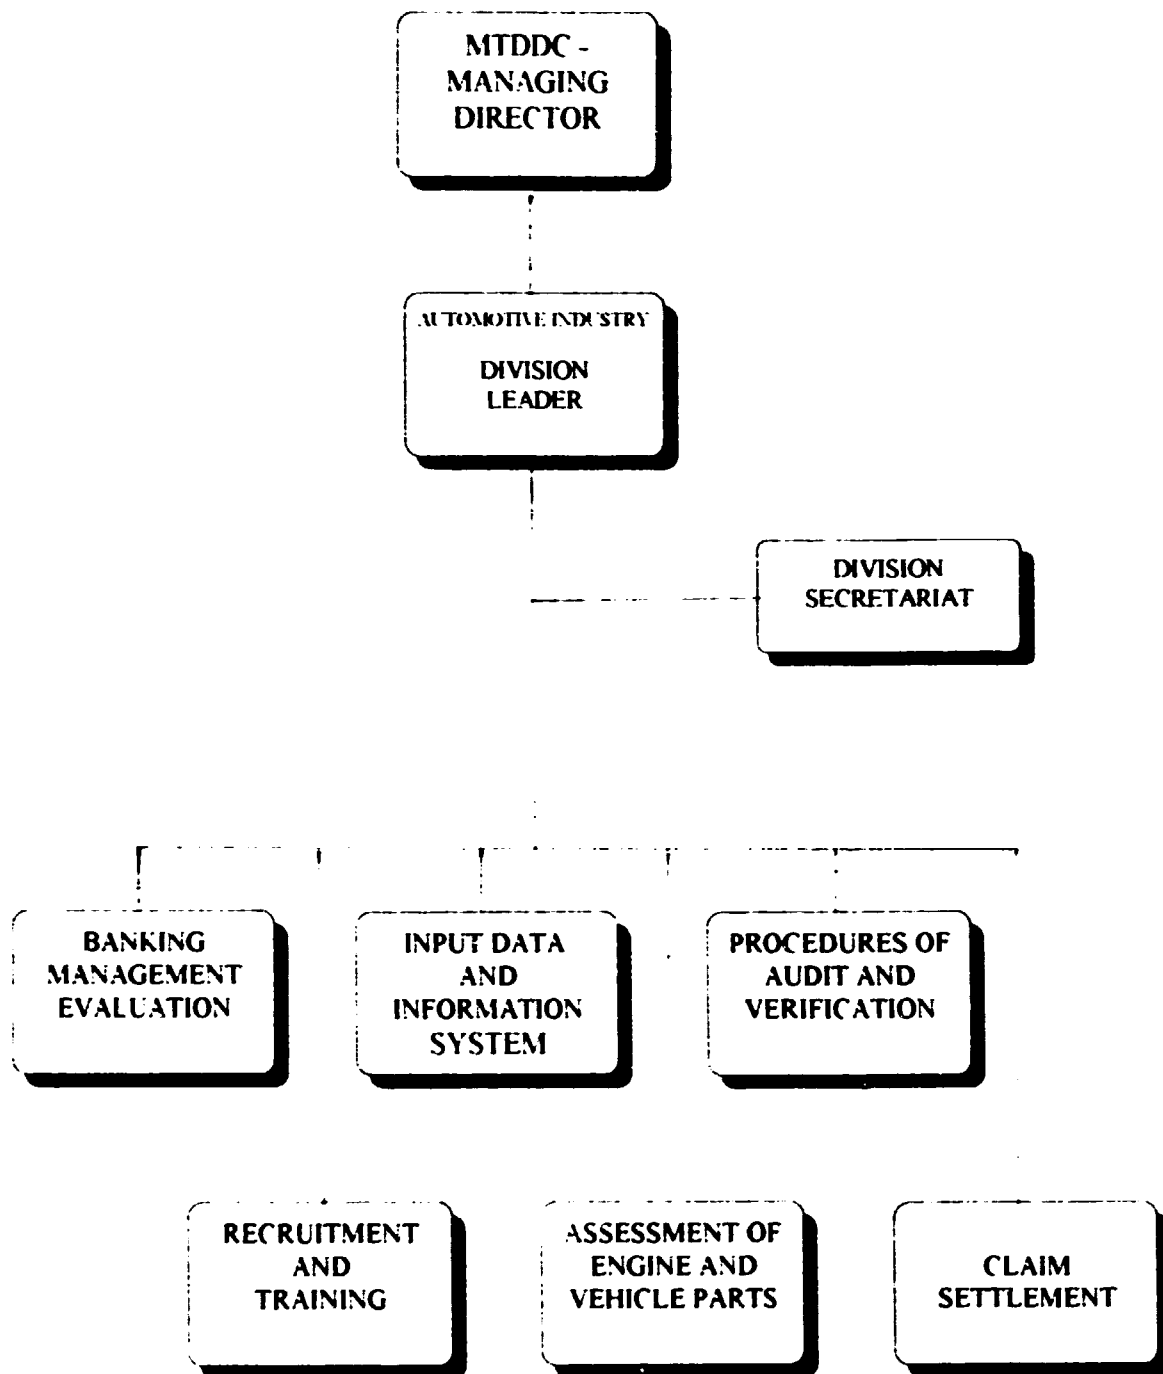 MTDDC -
MANAGING
DIRECTOR
AUTOMOTIVE INDUSTRY
DIVISION
LEADER
DIVISION
SECRETARIAT
BANKING
MANAGEMENT
EVALUATION
INPUT DATA
AND
INFORMATION
SYSTEM
PROCEDURES OF
AUDIT AND
VERIFICATION
RECRUITMENT
AND
TRAINING
ASSESSMENT OF
ENGINE AND
VEHICLE PARTS
CLAIM
SETTLEMENT